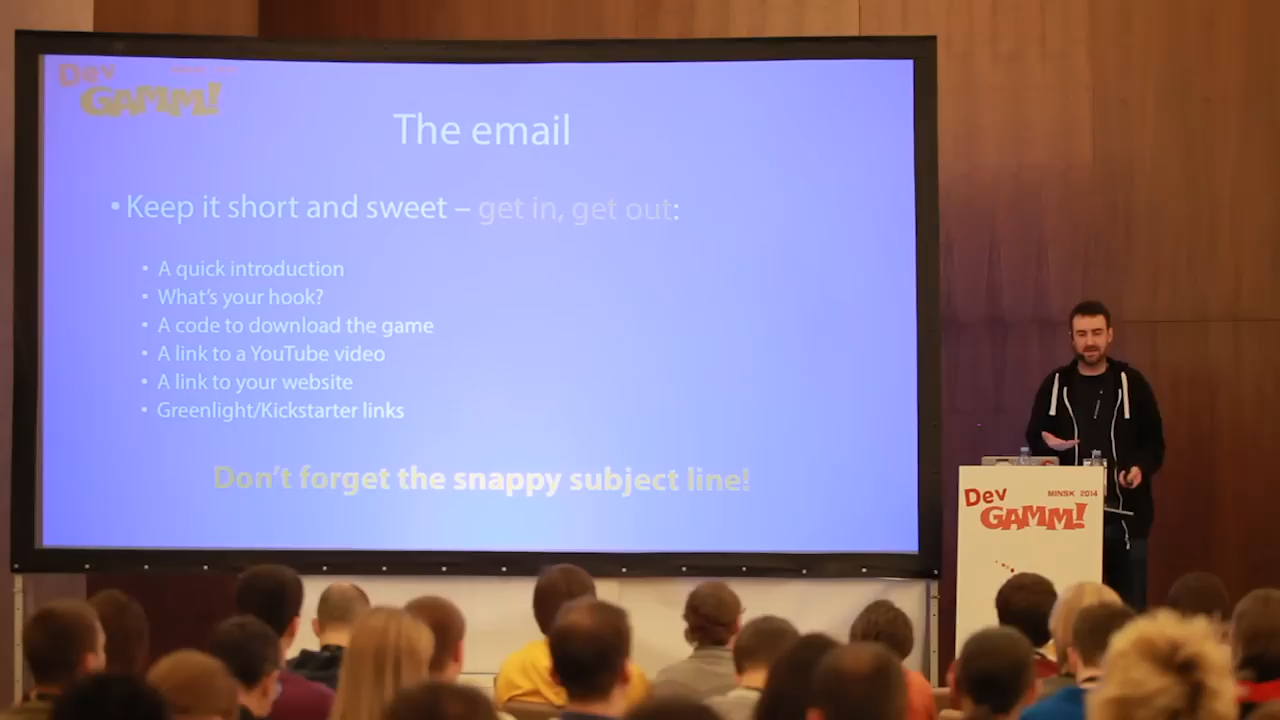 Dev
GAMM!
The email
• Keep it short and sweet – get in, get out:
• A quick introduction
• What's your hook?
• A code to download the game
• A link to a YouTube video
• A link to your website
• Greenlight/Kickstarter links
Don't forget the snappy subject line!
Dev MINSK 2014
GAMM!